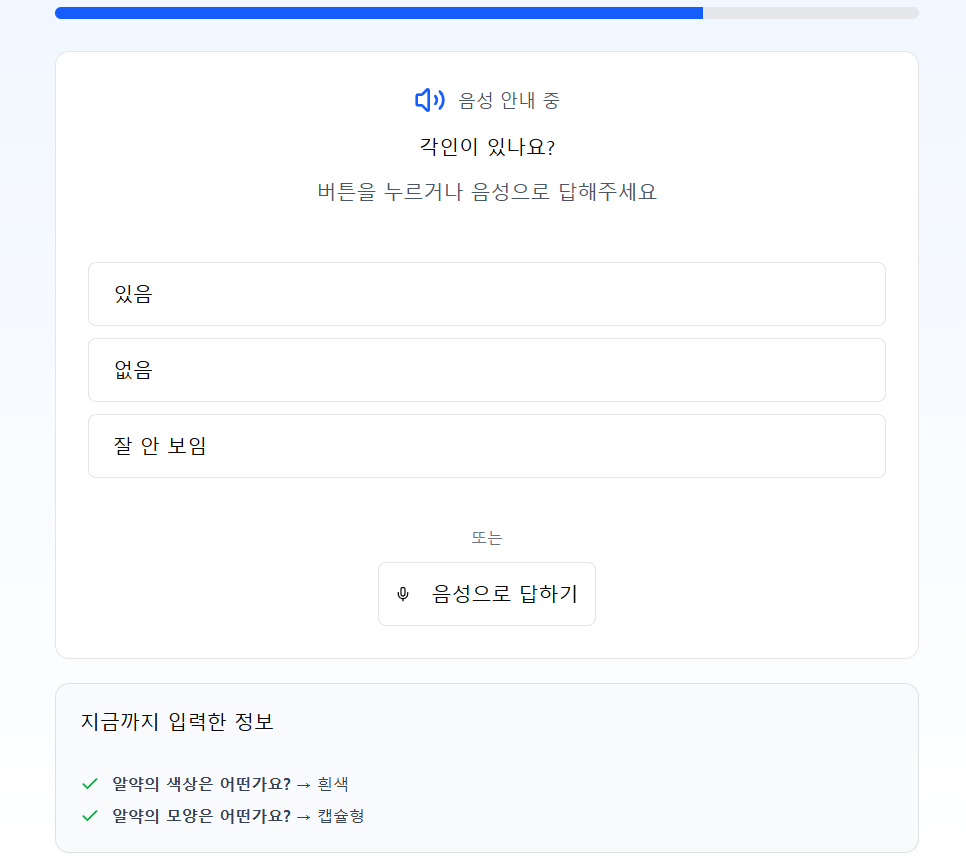 음성 안내 중
각인이 있나요?
버튼을 누르거나 음성으로 답해주세요
있음
없음
잘 안 보임
또는
음성으로 답하기
지금까지 입력한 정보
알약의 색상은 어떤가요? → 흰색
알약의 모양은 어떤가요? → 캡슐형